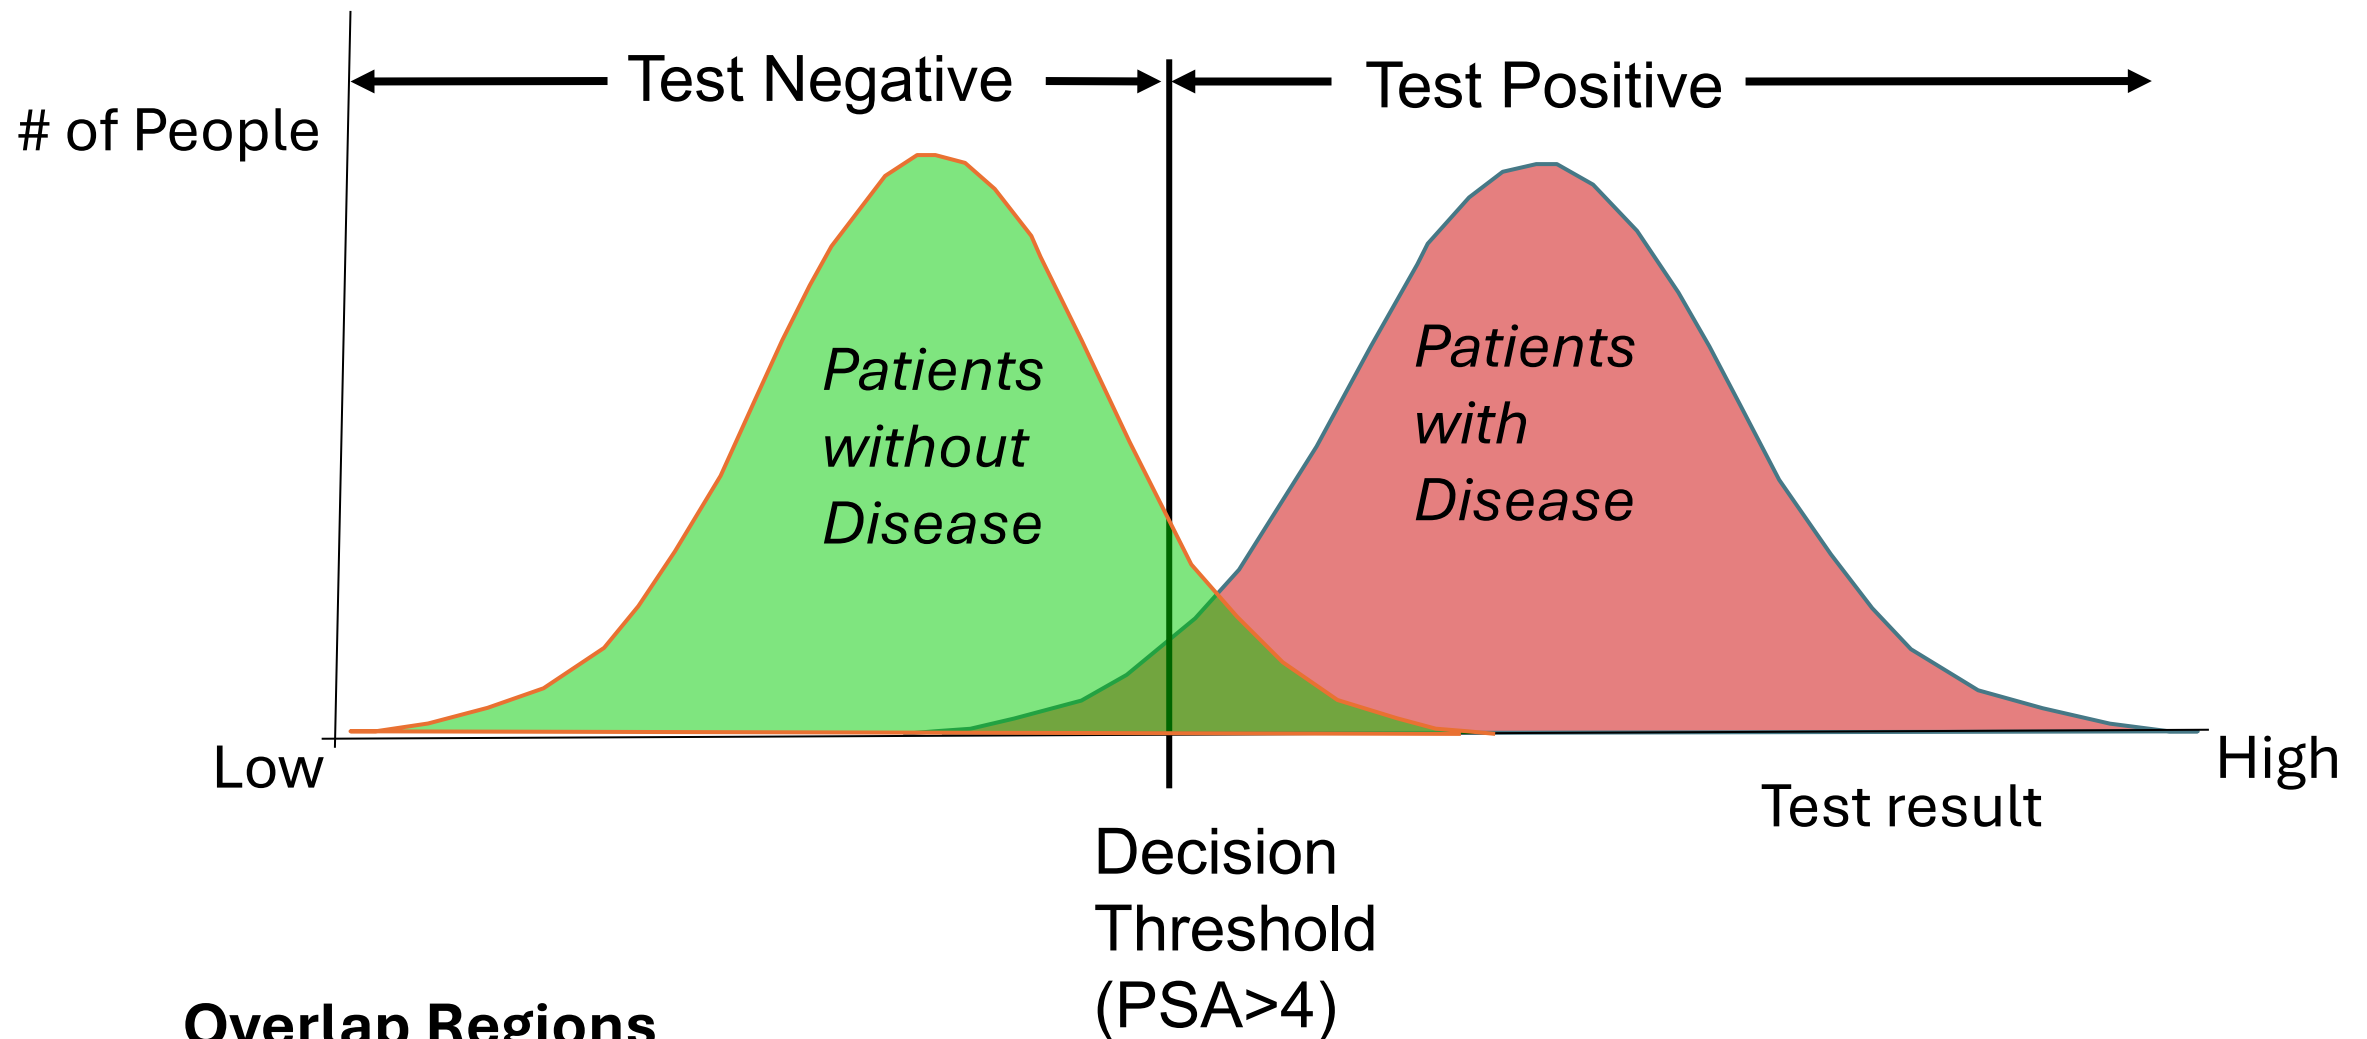 Test Negative
Test Positive
# of People
Patients
without
Disease
Patients
with
Disease
Low
High
Test result
Decision
Threshold
(PSA>4)
Overlap Regions